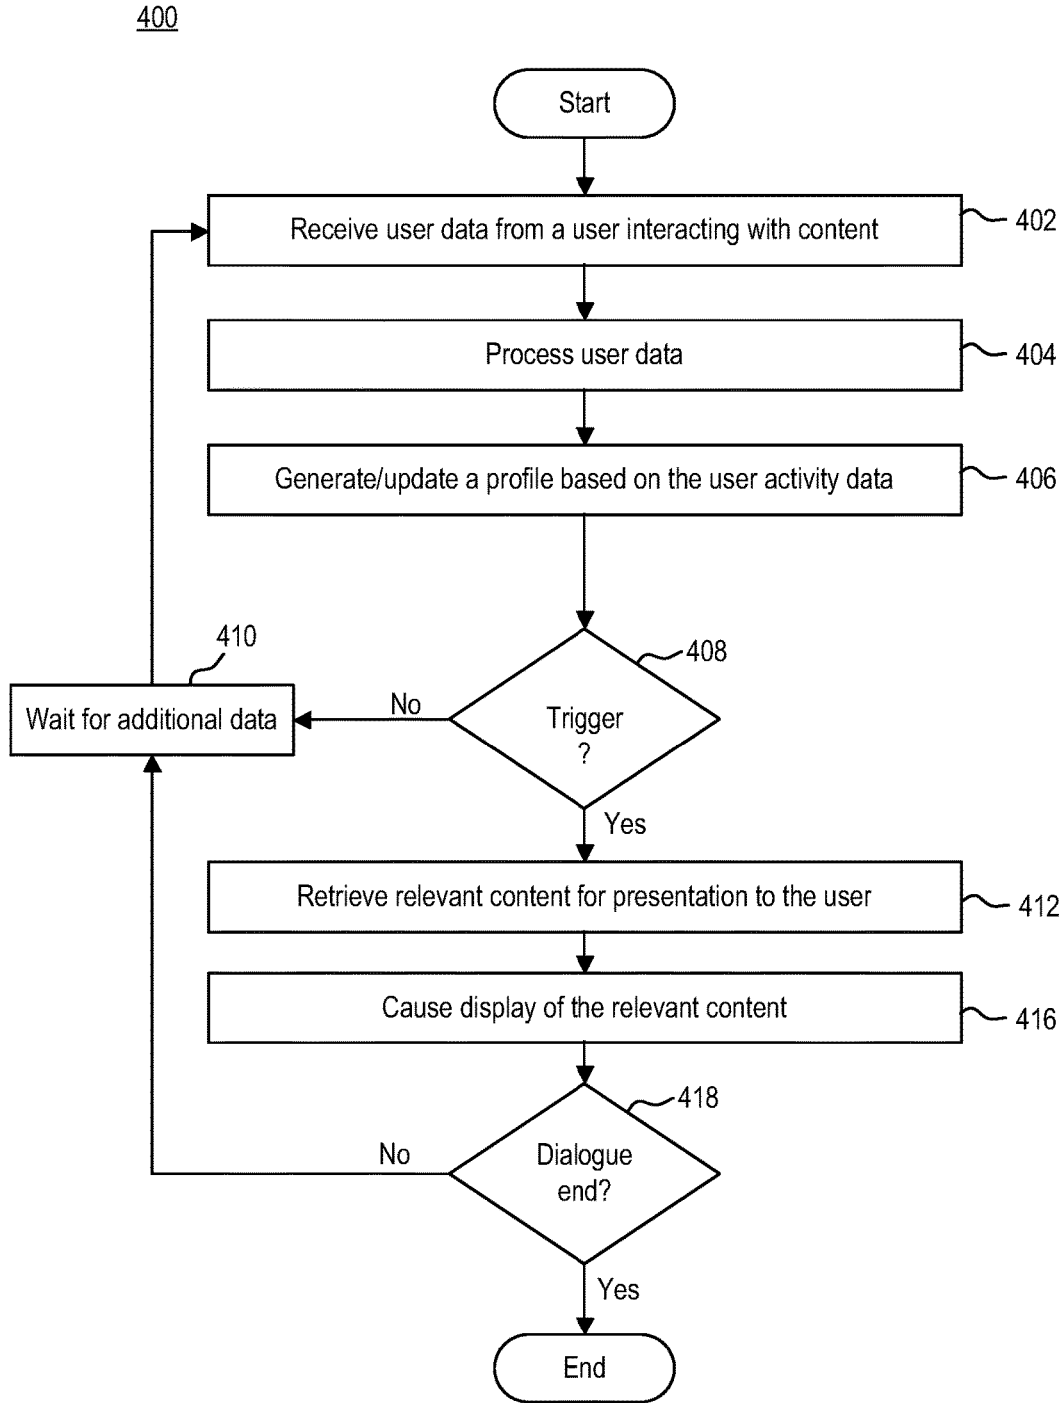 400
Start
Receive user data from a user interacting with content
402
Process user data
404
Generate/update a profile based on the user activity data
406
410
408
Wait for additional data
No
Trigger
?
Yes
Retrieve relevant content for presentation to the user
412
Cause display of the relevant content
416
418
No
Dialogue
end?
Yes
End